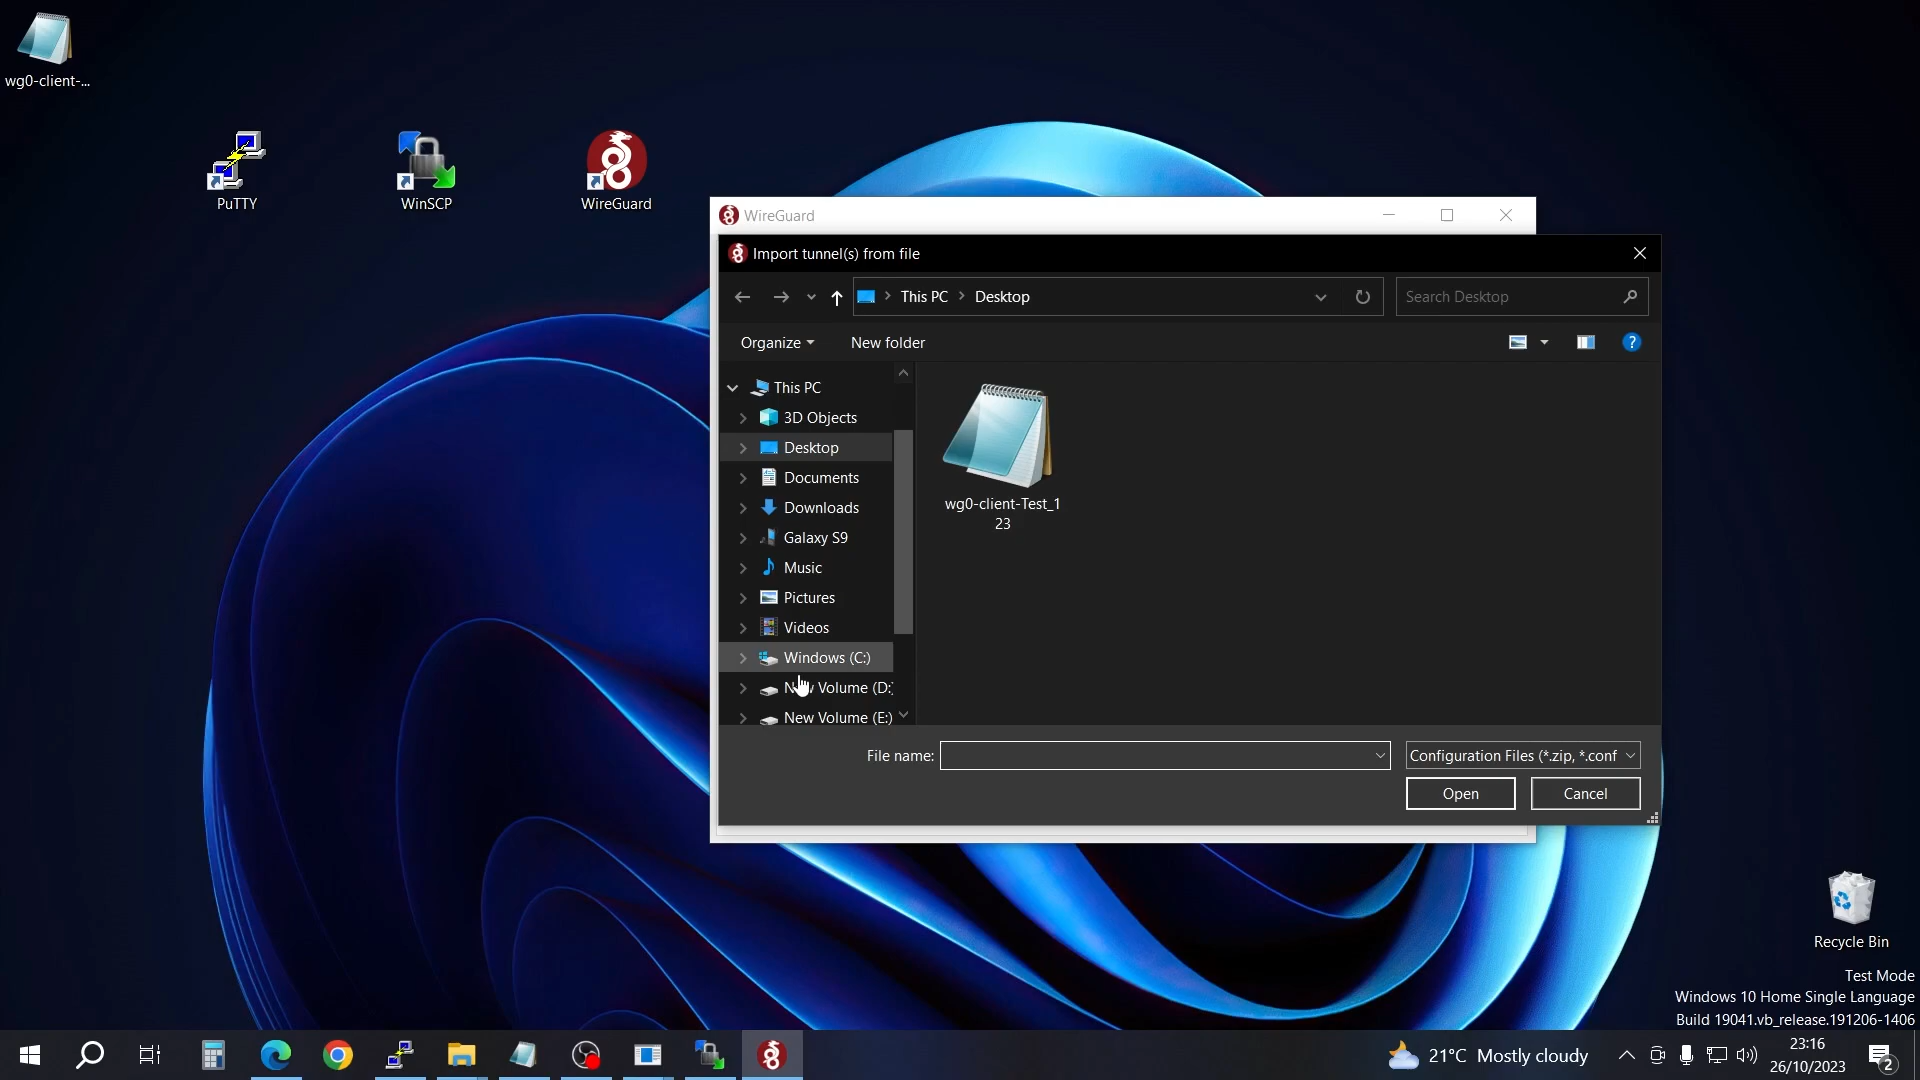 wg0-client-...
PuTTY
WinSCP
WireGuard
WireGuard
Import tunnel(s) from file
This PC
Desktop
Search Desktop
Organize
New folder
This PC
3D Objects
Desktop
Documents
Downloads
Galaxy S9
Music
Pictures
Videos
Windows (C:)
New Volume (D:)
New Volume (E:)
wg0-client-Test_1
23
File name:
Configuration Files (*.zip, *.conf
Open
Cancel
Recycle Bin
Test Mode
Windows 10 Home Single Language
Build 19041.vb_release.191206-1406
21°C Mostly cloudy
23:16
26/10/2023
2